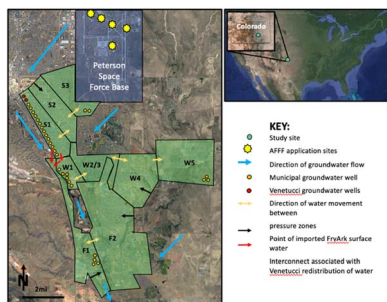 Peterson
Space
Force Base
S3
S2
S1
W1
W2/3
W4
W5
F1
F2
N
2mi
Colorado
KEY:
Study site
AFFF application sites
Direction of groundwater flow
Municipal groundwater well
Venetucci groundwater wells
Direction of water movement
between
pressure zones
Point of imported FryArk surface
water
Interconnect associated with
Venetucci redistribution of water